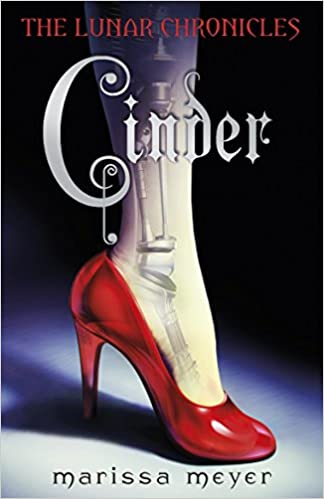 THE LUNAR CHRONICLES
Cinder
marissa meyer